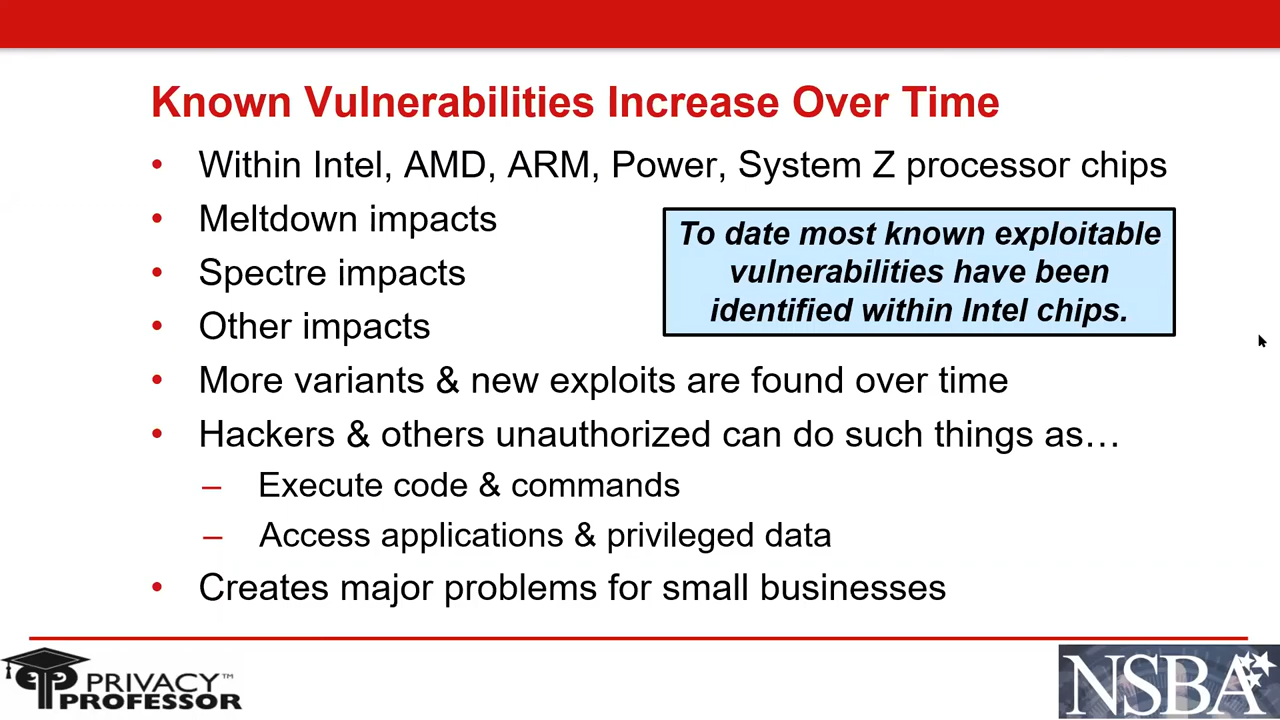 Known Vulnerabilities Increase Over Time
• Within Intel, AMD, ARM, Power, System Z processor chips
• Meltdown impacts
• Spectre impacts
• Other impacts
To date most known exploitable
vulnerabilities have been
identified within Intel chips.
• More variants & new exploits are found over time
• Hackers & others unauthorized can do such things as…
– Execute code & commands
– Access applications & privileged data
• Creates major problems for small businesses
PRIVACY™
PROFESSOR
NSBA